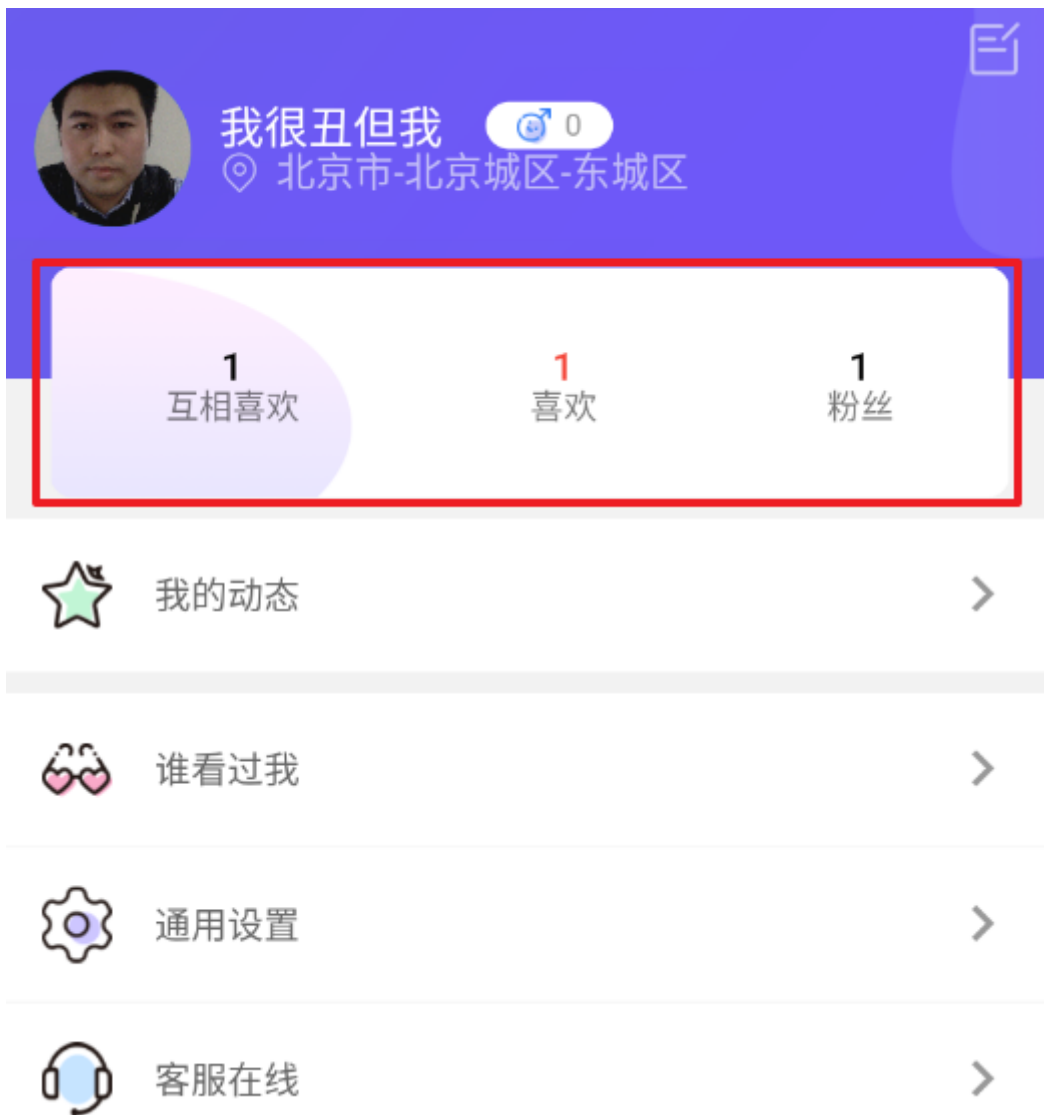 我很丑但我 0
北京市-北京城区-东城区
1 1 1
互相喜欢 喜欢 粉丝
我的动态
谁看过我
通用设置
客服在线